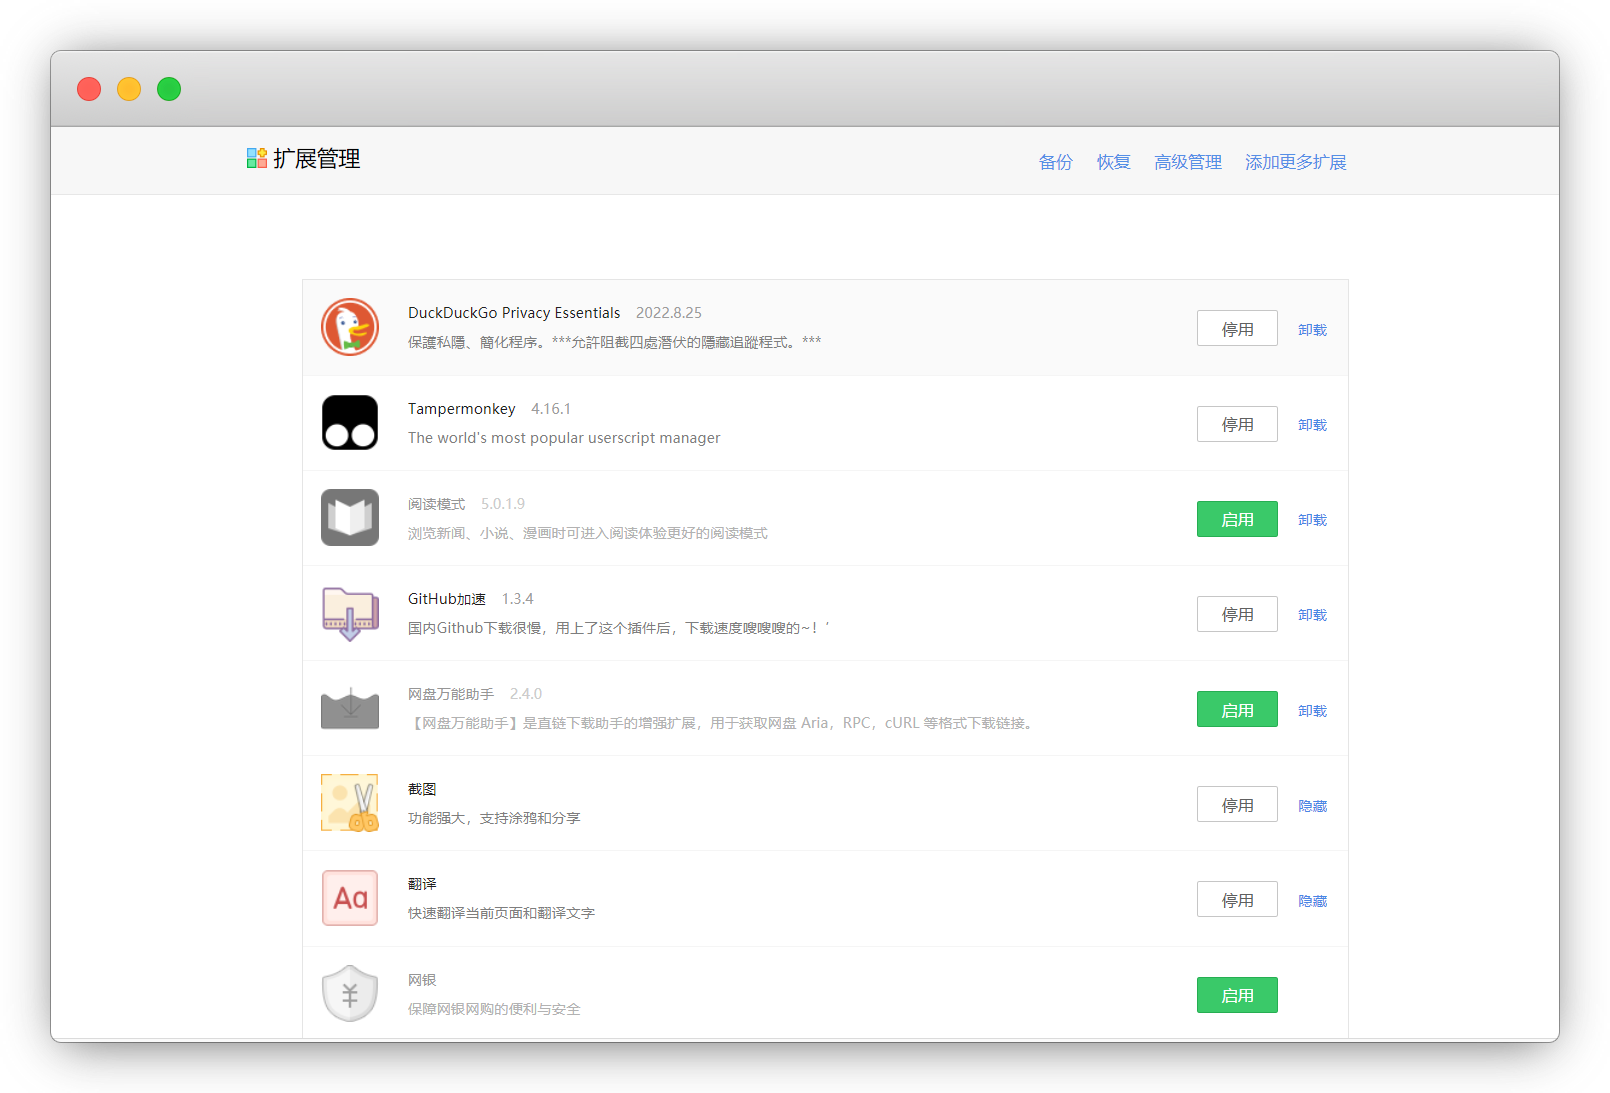 扩展管理
备份 恢复 高级管理 添加更多扩展
DuckDuckGo Privacy Essentials 2022.8.25
保護私隱、簡化程序。***允許阻截四處潛伏的隱藏追蹤程式。***
停用 卸载
Tampermonkey 4.16.1
The world's most popular userscript manager
停用 卸载
阅读模式 5.0.1.9
浏览新闻、小说、漫画时可进入阅读体验更好的阅读模式
启用 卸载
GitHub加速 1.3.4
国内Github下载很慢，用上了这个插件后，下载速度嗖嗖嗖的~！'
停用 卸载
网盘万能助手 2.4.0
【网盘万能助手】是直链下载助手的增强扩展，用于获取网盘 Aria，RPC，cURL 等格式下载链接。
启用 卸载
截图
功能强大，支持涂鸦和分享
停用 隐藏
Aa
翻译
快速翻译当前页面和翻译文字
停用 隐藏
网银
保障网银网购的便利与安全
启用